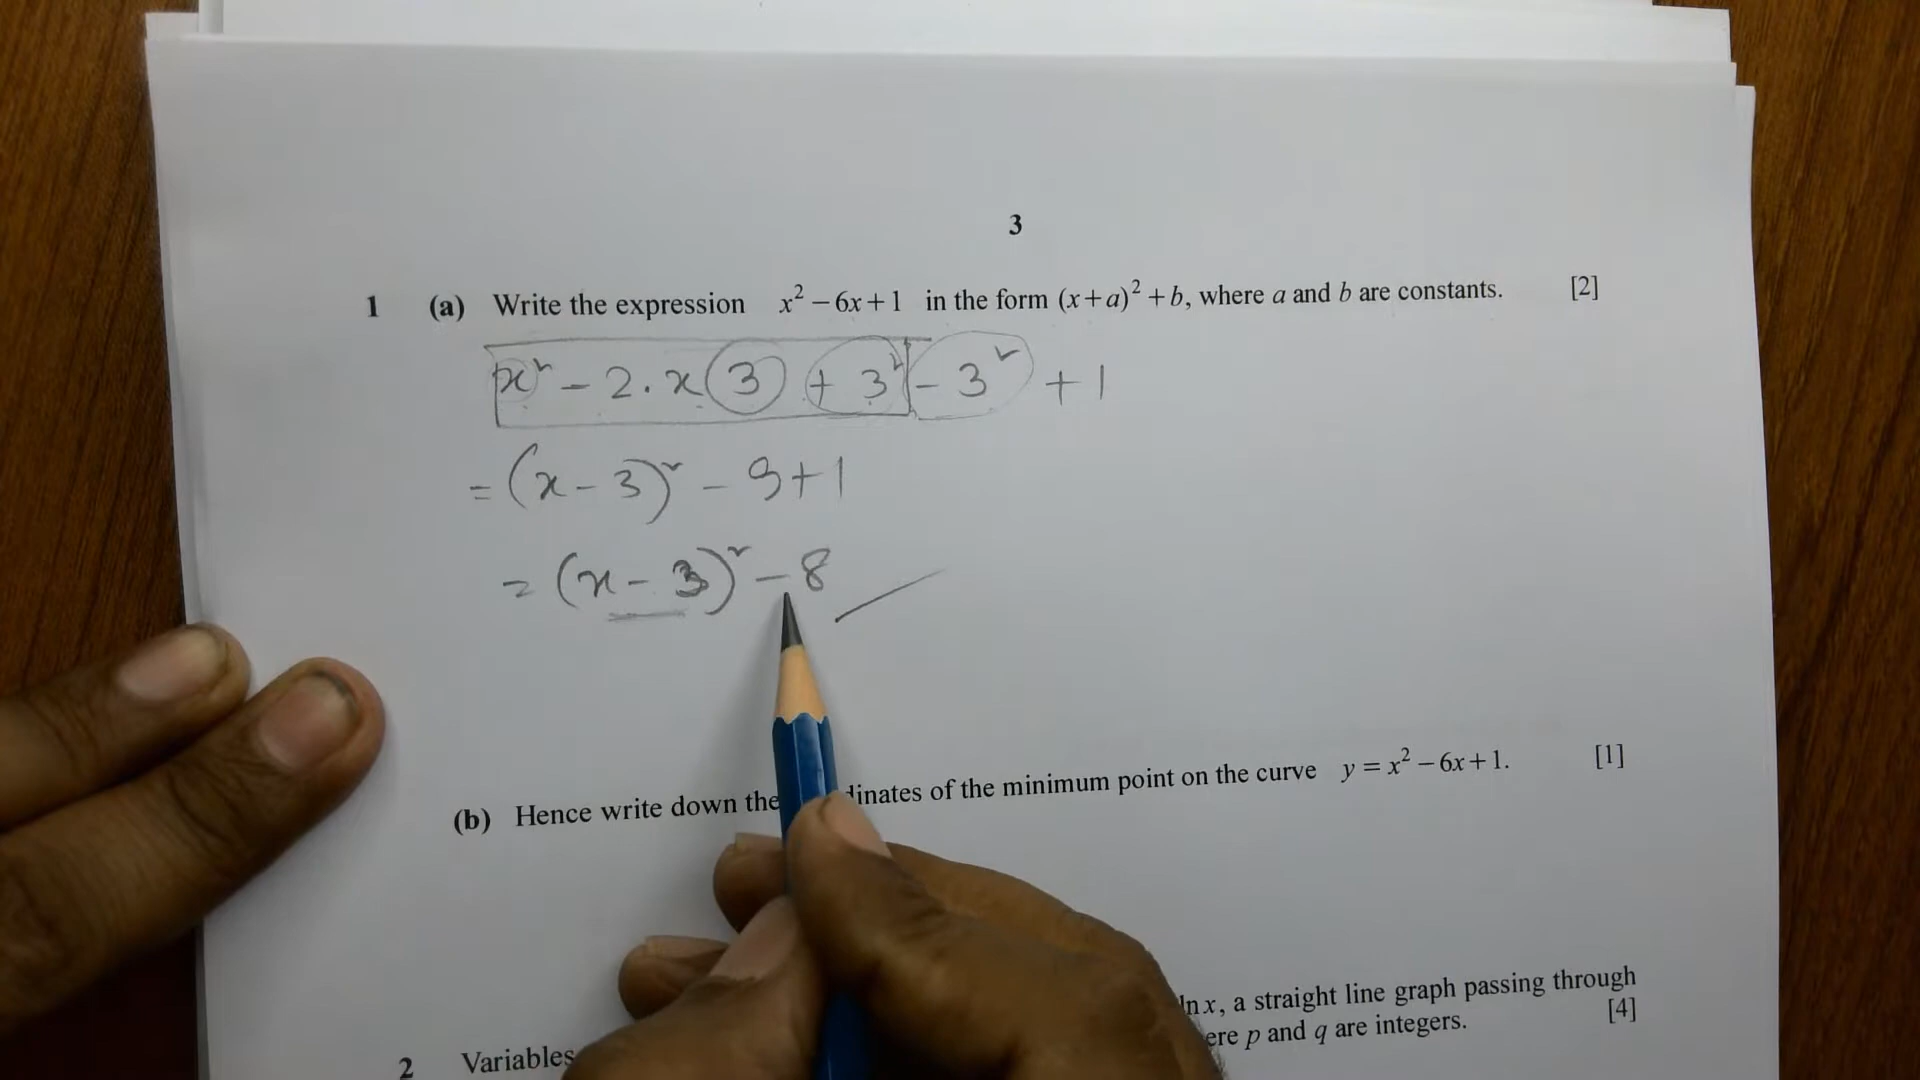 3
1 (a) Write the expression x² − 6x + 1 in the form (x + a)² + b, where a and b are constants. [2]
x² − 2 . x 3 + 3² − 3² + 1
= (x − 3)² − 9 + 1
= (x − 3)² − 8
(b) Hence write down the dinates of the minimum point on the curve y = x² − 6x + 1. [1]
ln x, a straight line graph passing through
ere p and q are integers. [4]
2 Variables